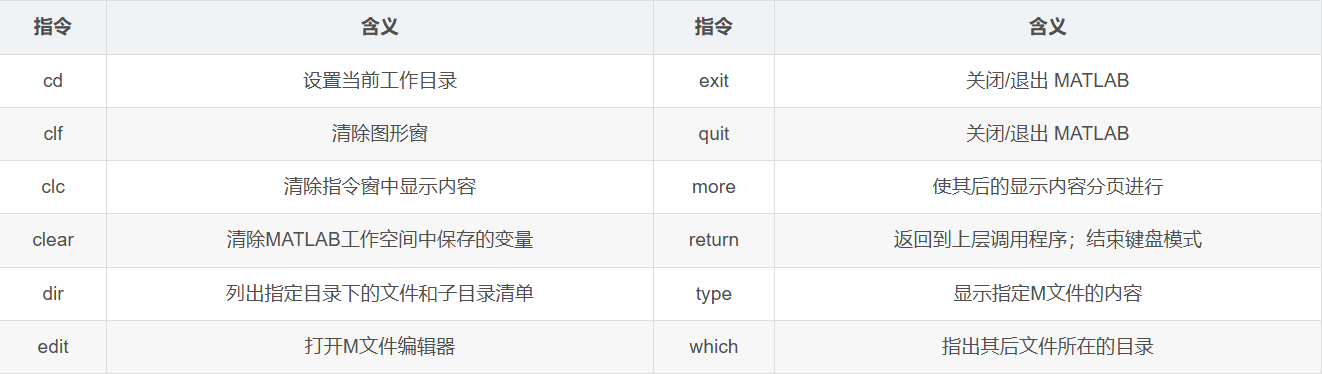 指令 含义 指令 含义
cd 设置当前工作目录 exit 关闭/退出 MATLAB
clf 清除图形窗 quit 关闭/退出 MATLAB
clc 清除指令窗中显示内容 more 使其后的显示内容分页进行
clear 清除MATLAB工作空间中保存的变量 return 返回到上层调用程序；结束键盘模式
dir 列出指定目录下的文件和子目录清单 type 显示指定M文件的内容
edit 打开M文件编辑器 which 指出其后文件所在的目录